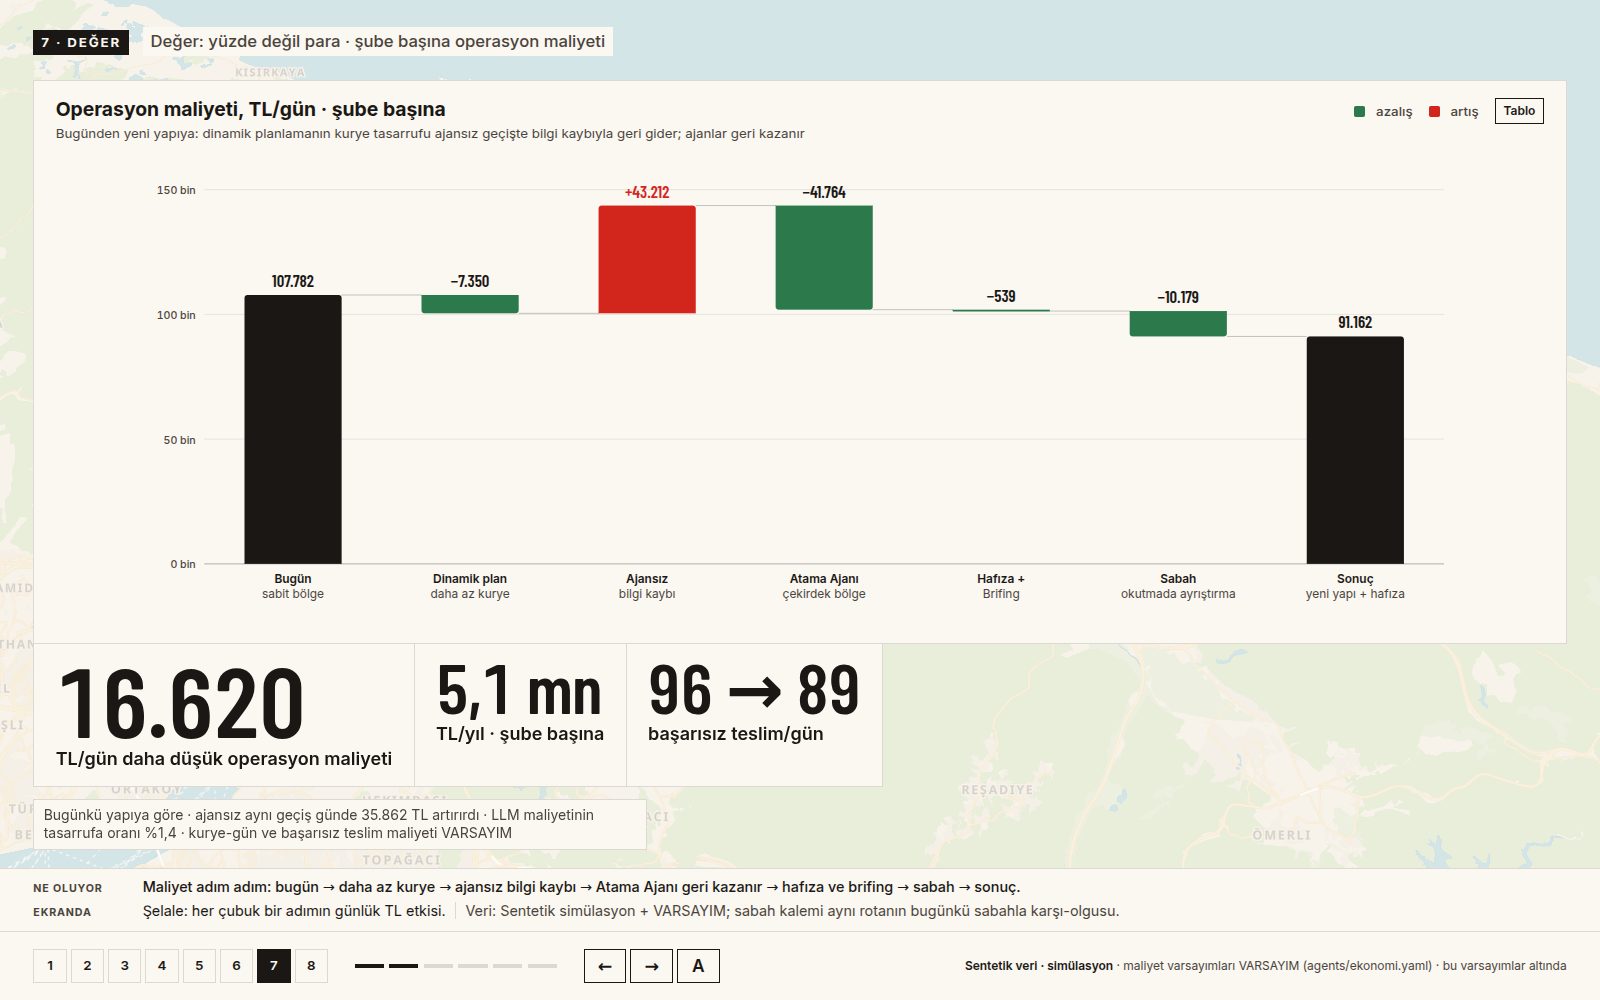 7 · DEĞER
Değer: yüzde değil para · şube başına operasyon maliyeti
KISIRKAYA
Operasyon maliyeti, TL/gün · şube başına
azalış
artış
Tablo
Bugünden yeni yapıya: dinamik planlamanın kurye tasarrufu ajansız geçişte bilgi kaybıyla geri gider; ajanlar geri kazanır
150 bin
100 bin
50 bin
0 bin
107.782
−7.350
+43.212
−41.764
−539
−10.179
91.162
Bugün
sabit bölge
Dinamik plan
daha az kurye
Ajansız
bilgi kaybı
Atama Ajanı
çekirdek bölge
Hafıza +
Brifing
Sabah
okutmada ayrıştırma
Sonuç
yeni yapı + hafıza
16.620
TL/gün daha düşük operasyon maliyeti
5,1 mn
TL/yıl · şube başına
96 → 89
başarısız teslim/gün
ORTAKÖY
REŞADIYE
ÖMERLI
TOPAĞACI
Bugünkü yapıya göre · ajansız aynı geçiş günde 35.862 TL artırırdı · LLM maliyetinin
tasarrufa oranı %1,4 · kurye-gün ve başarısız teslim maliyeti VARSAYIM
NE OLUYOR
Maliyet adım adım: bugün → daha az kurye → ajansız bilgi kaybı → Atama Ajanı geri kazanır → hafıza ve brifing → sabah → sonuç.
EKRANDA
Şelale: her çubuk bir adımın günlük TL etkisi.
Veri: Sentetik simülasyon + VARSAYIM; sabah kalemi aynı rotanın bugünkü sabahla karşı-olgusu.
1 2 3 4 5 6 7 8
← → A
Sentetik veri · simülasyon · maliyet varsayımları VARSAYIM (agents/ekonomi.yaml) · bu varsayımlar altında